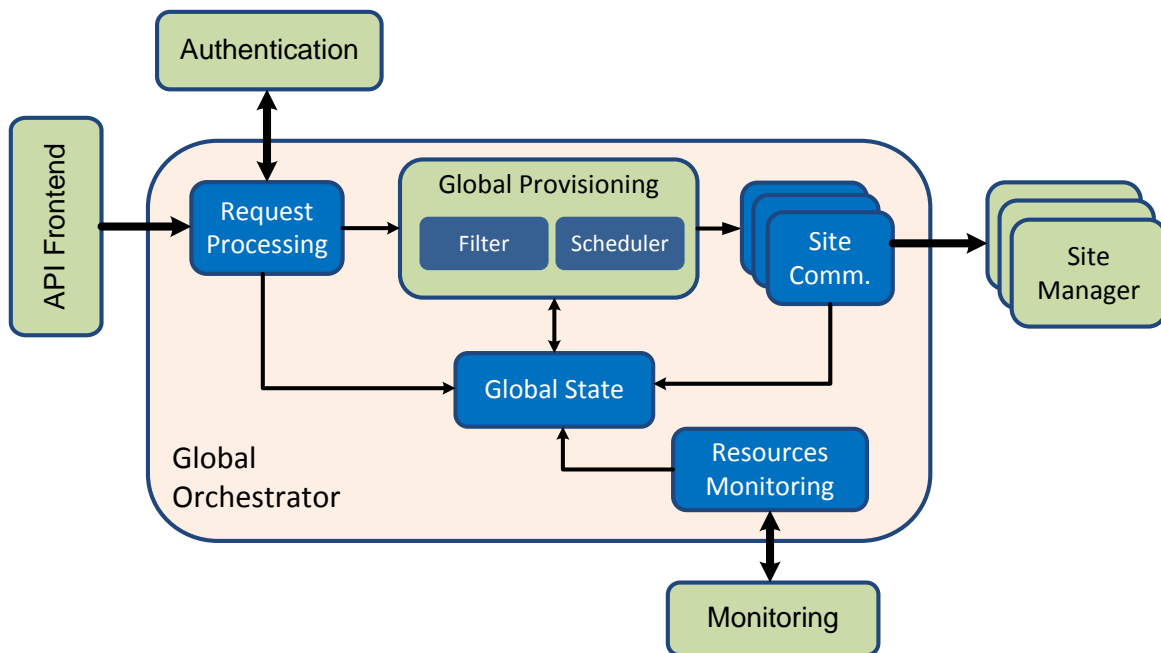 Authentication
API Frontend
Request
Processing
Global Provisioning
Filter
Scheduler
Site
Comm.
Site
Manager
Global State
Resources
Monitoring
Global
Orchestrator
Monitoring